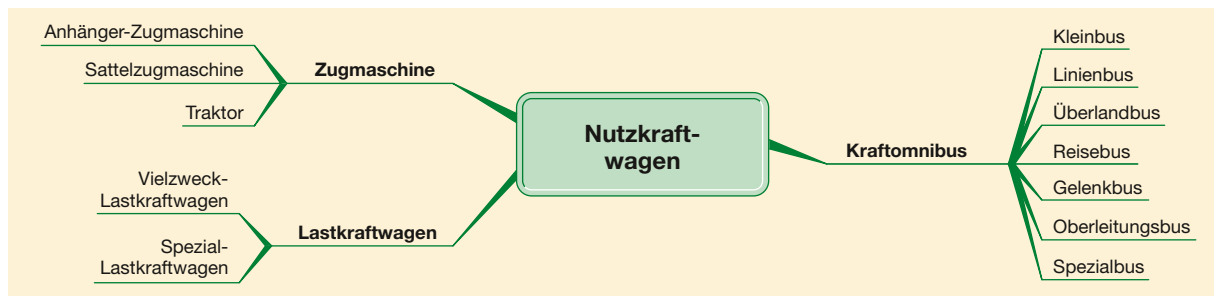 Anhänger-Zugmaschine
Sattelzugmaschine
Traktor
Zugmaschine
Vielzweck-
Lastkraftwagen
Spezial-
Lastkraftwagen
Lastkraftwagen
Nutzkraft-
wagen
Kraftomnibus
Kleinbus
Linienbus
Überlandbus
Reisebus
Gelenkbus
Oberleitungsbus
Spezialbus